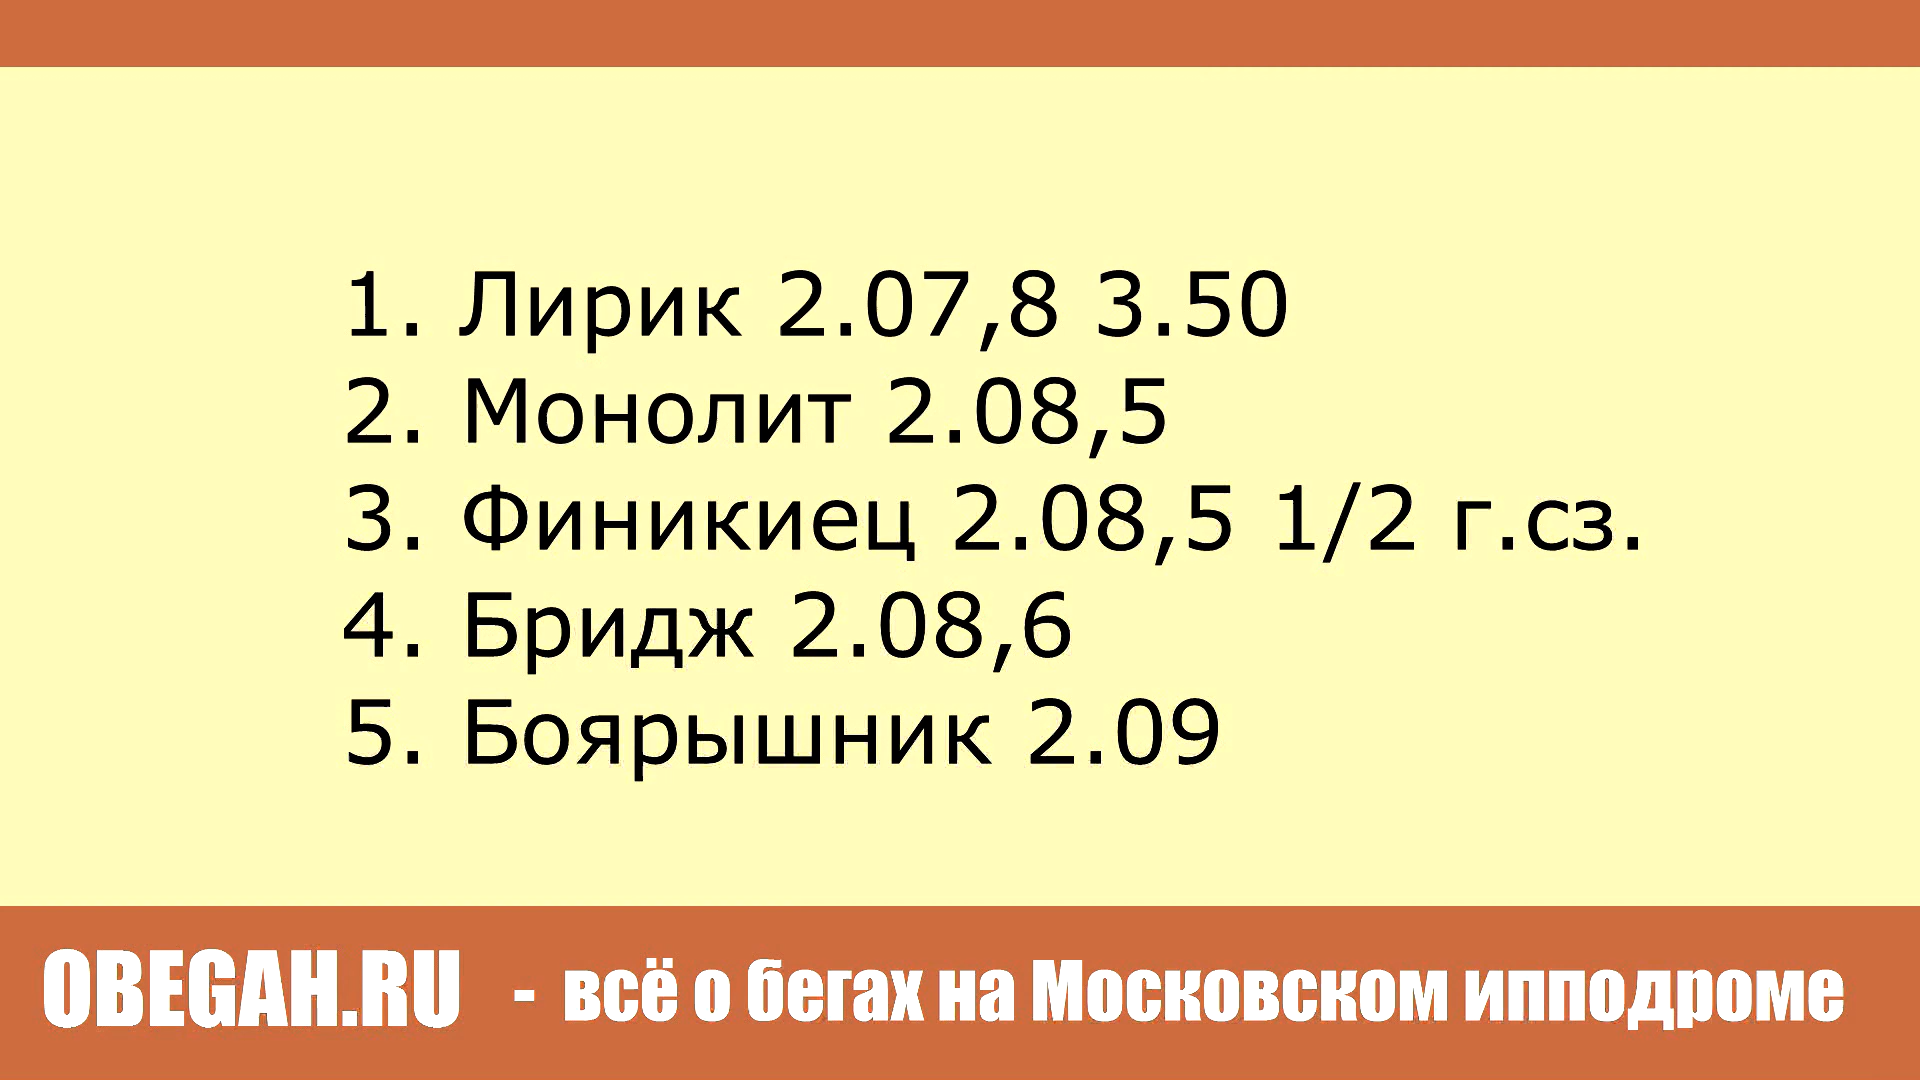 1. Лирик 2.07,8 3.50
2. Монолит 2.08,5
3. Финикиец 2.08,5 1/2 г.сз.
4. Бридж 2.08,6
5. Боярышник 2.09
OBEGAH.RU - всё о бегах на Московском ипподроме